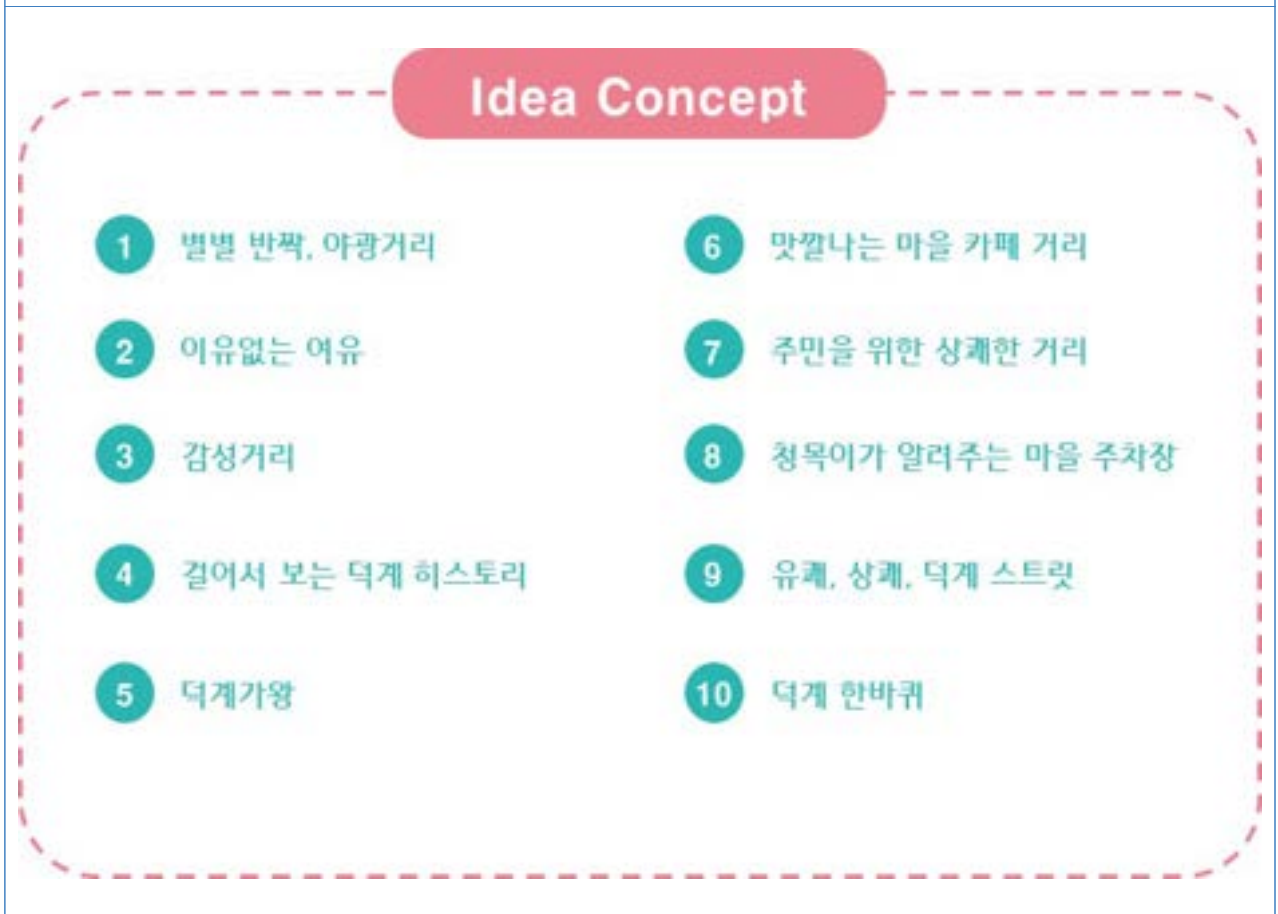 Idea Concept
1 별별 반짝, 야광거리
2 이유없는 여유
3 감성거리
4 걸어서 보는 덕계 히스토리
5 덕계가왕
6 맛깔나는 마을 카페 거리
7 주민을 위한 상쾌한 거리
8 청목이가 알려주는 마을 주차장
9 유쾌, 상쾌, 덕계 스트릿
10 덕계 한바퀴